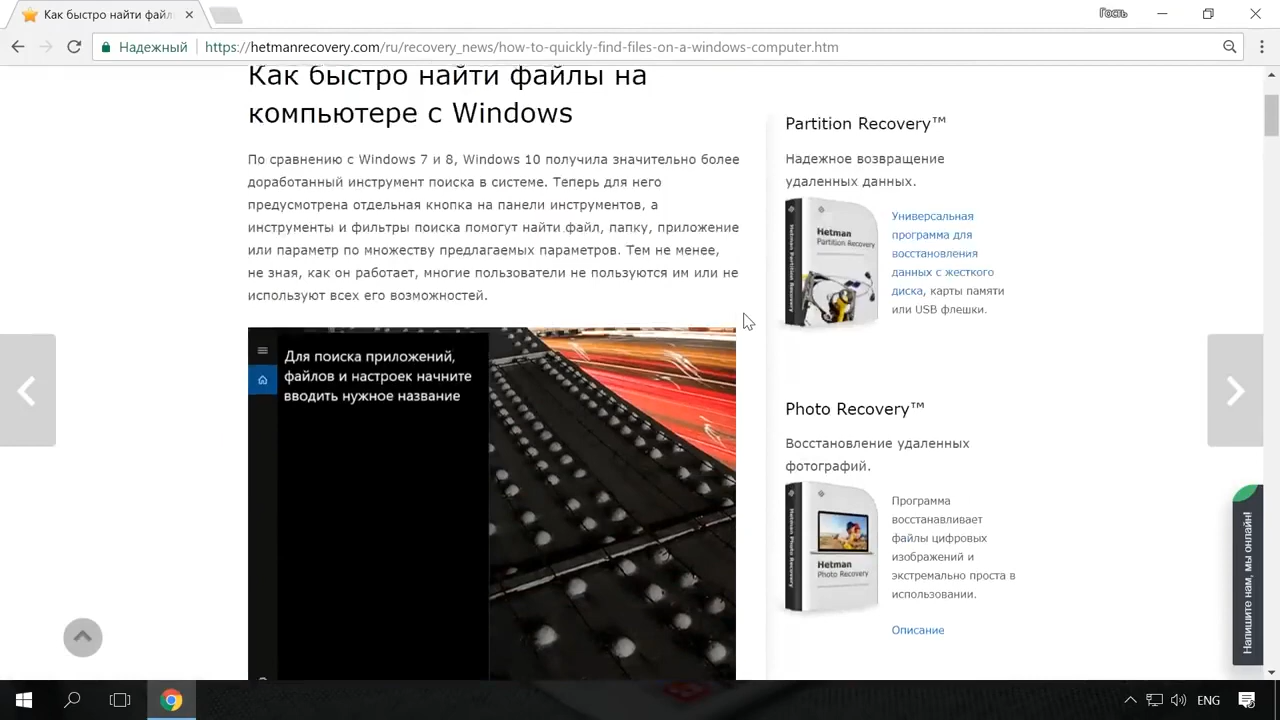 Как быстро найти файл
Гость
Надежный
https://hetmanrecovery.com/ru/recovery_news/how-to-quickly-find-files-on-a-windows-computer.htm
Как быстро найти файлы на
компьютере с Windows
По сравнению с Windows 7 и 8, Windows 10 получила значительно более
доработанный инструмент поиска в системе. Теперь для него
предусмотрена отдельная кнопка на панели инструментов, а
инструменты и фильтры поиска помогут найти файл, папку, приложение
или параметр по множеству предлагаемых параметров. Тем не менее,
не зная, как он работает, многие пользователи не пользуются им или не
используют всех его возможностей.
Для поиска приложений,
файлов и настроек начните
вводить нужное название
Partition Recovery™
Надежное возвращение
удаленных данных.
Hetman Partition Recovery
Hetman
Partition Recovery
Универсальная
программа для
восстановления
данных с жесткого
диска, карты памяти
или USB флешки.
Photo Recovery™
Восстановление удаленных
фотографий.
Hetman Photo Recovery
Hetman
Photo Recovery
Программа
восстанавливает
файлы цифровых
изображений и
экстремально проста в
использовании.
Описание
Напишите нам, мы онлайн!
ENG